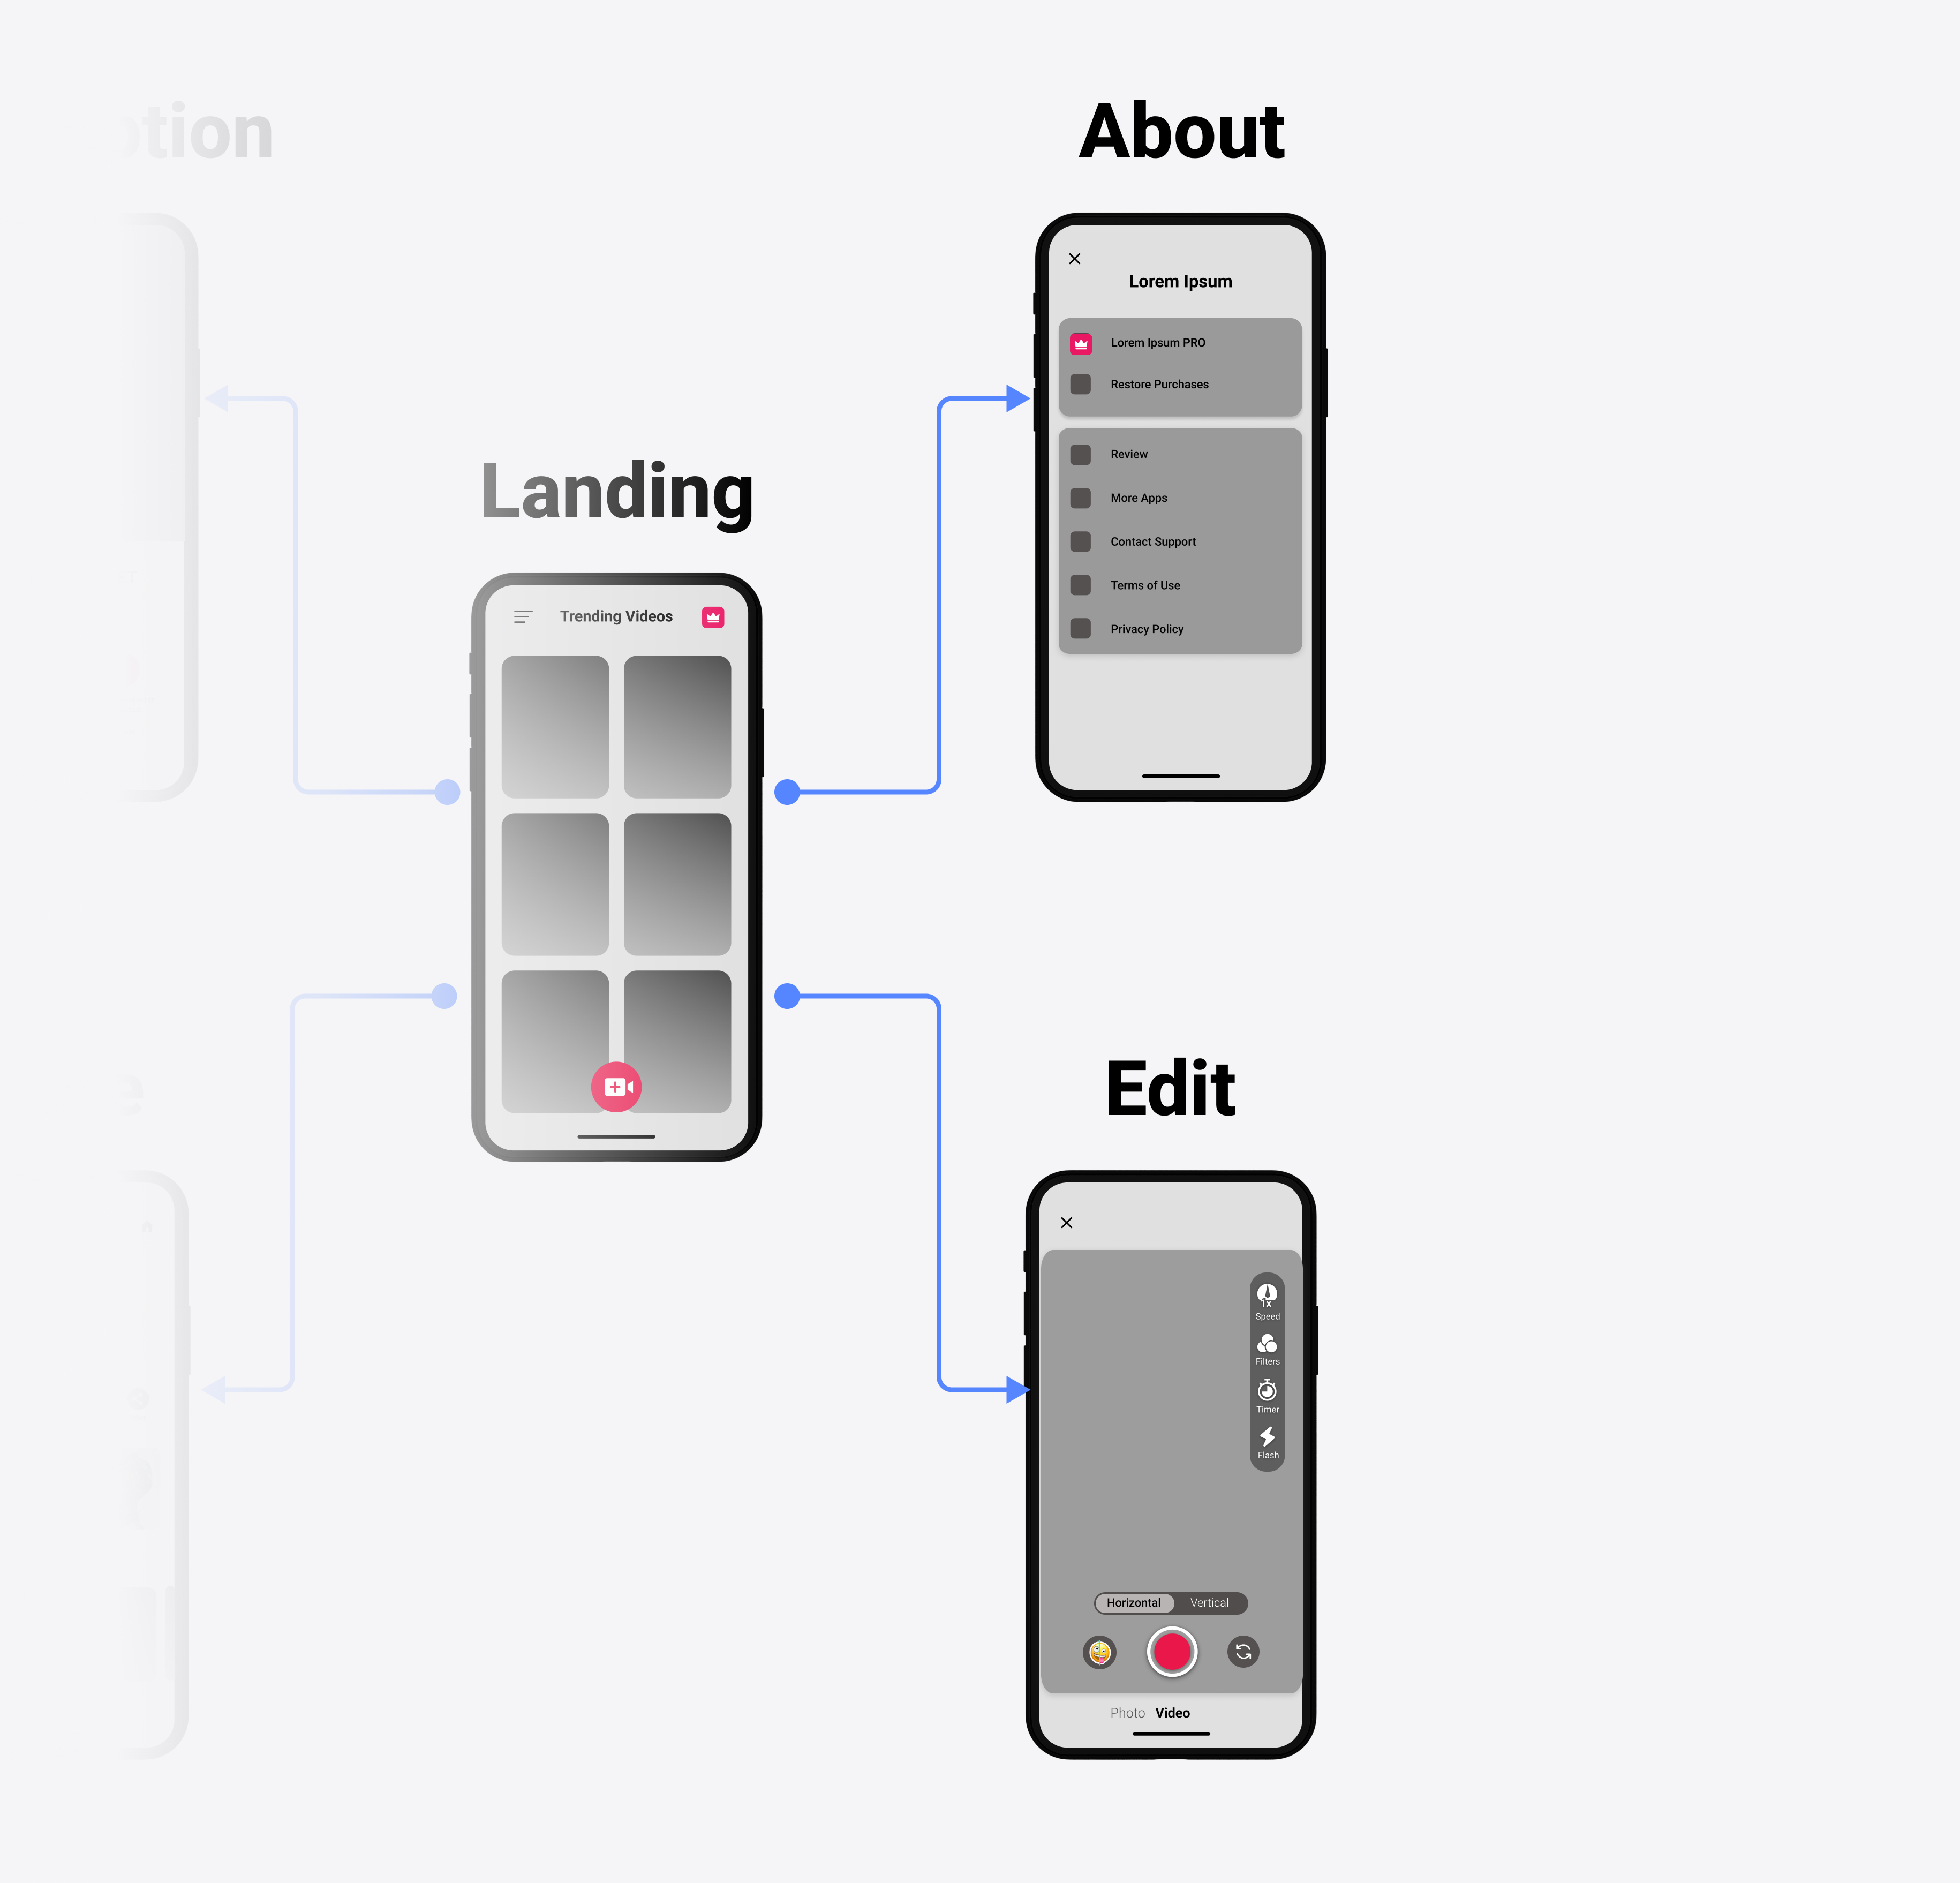 About
Lorem Ipsum
Lorem Ipsum PRO
Restore Purchases
Review
More Apps
Contact Support
Terms of Use
Privacy Policy
Landing
Trending Videos
Edit
1x
Speed
Filters
Timer
Flash
Horizontal Vertical
Photo Video